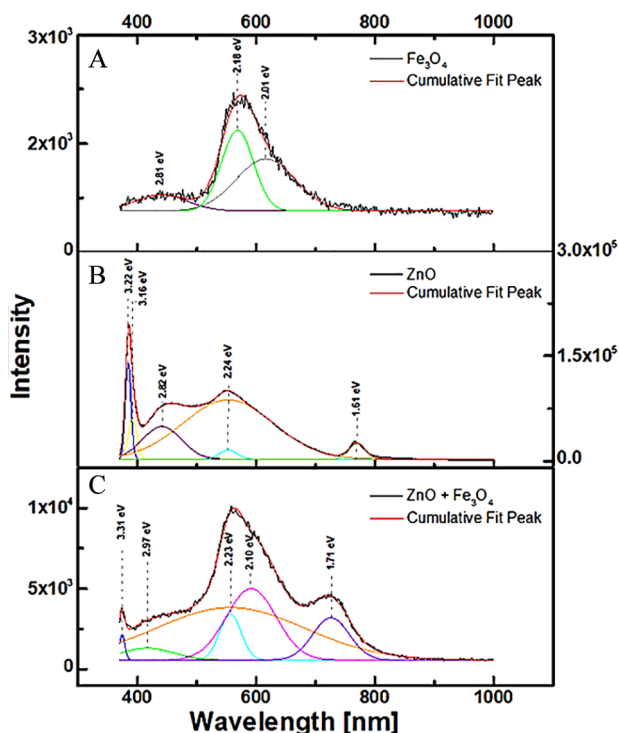 400 600 800 1000
A
3x10³
2x10³
0
2.81 eV
2.18 eV
2.01 eV
Fe₃O₄
Cumulative Fit Peak
B
3.22 eV
3.16 eV
2.82 eV
2.24 eV
1.61 eV
ZnO
Cumulative Fit Peak
3.0x10⁵
1.5x10⁵
0.0
Intensity
C
1x10⁴
5x10³
0
3.31 eV
2.97 eV
2.23 eV
2.10 eV
1.71 eV
ZnO + Fe₃O₄
Cumulative Fit Peak
400 600 800 1000
Wavelength [nm]